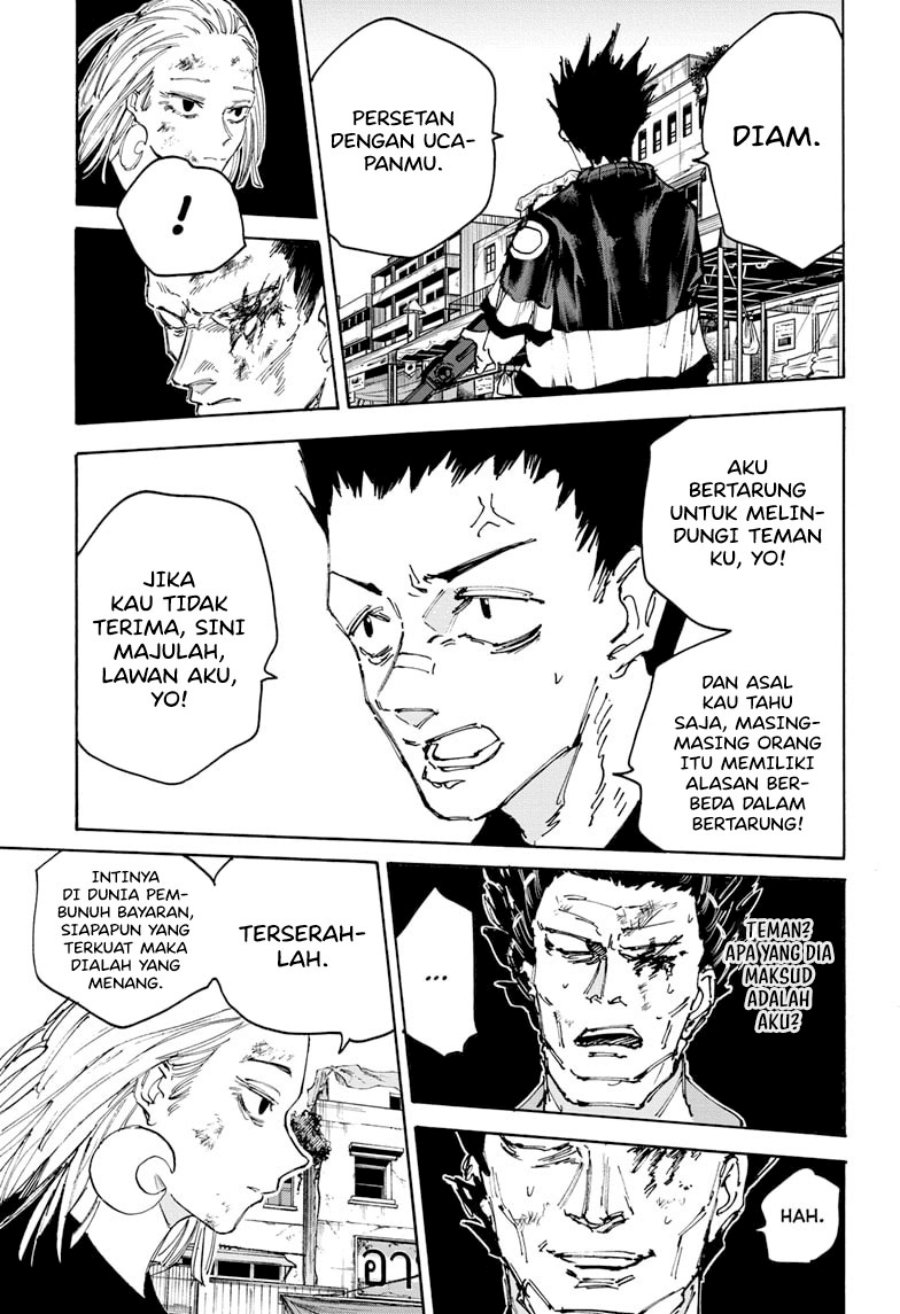 DIAM.
PERSETAN
DENGAN UCA-
PANMU.
!
AKU
BERTARUNG
UNTUK MELIN-
DUNGI TEMAN
KU, YO!
DAN ASAL
KAU TAHU
SAJA, MASING-
MASING ORANG
ITU MEMILIKI
ALASAN BER-
BEDA DALAM
BERTARUNG!
JIKA
KAU TIDAK
TERIMA, SINI
MAJULAH,
LAWAN AKU,
YO!
TEMAN?
APA YANG DIA
MAKSUD
ADALAH
AKU?
...
HAH.
TERSERAH-
LAH.
INTINYA
DI DUNIA PEM-
BUNUH BAYARAN,
SIAPAPUN YANG
TERKUAT MAKA
DIALAH YANG
MENANG.
อา